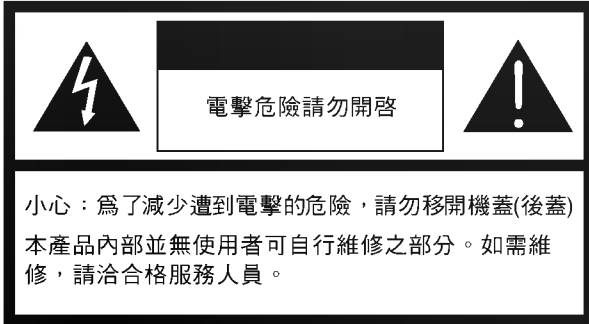 電擊危險請勿開啓
小心：爲了減少遭到電擊的危險，請勿移開機蓋(後蓋)
本產品內部並無使用者可自行維修之部分。如需維
修，請洽合格服務人員。